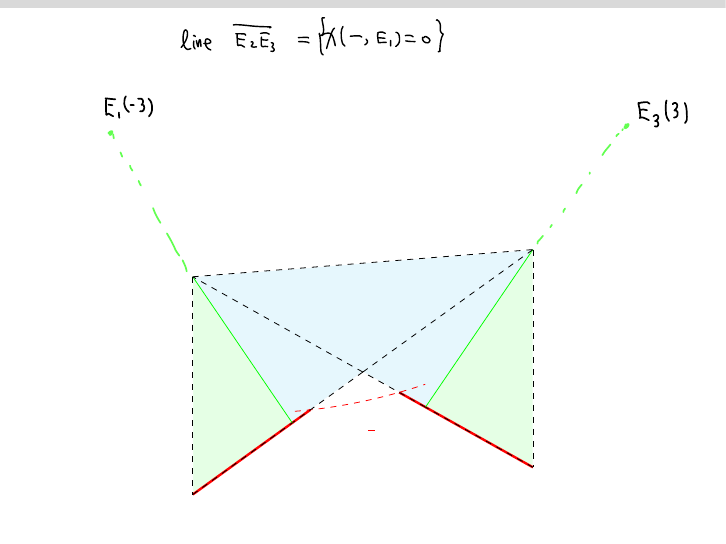 line E₂E₃ = {χ(-, E₁)=0}
E₁(-3)
E₃(3)